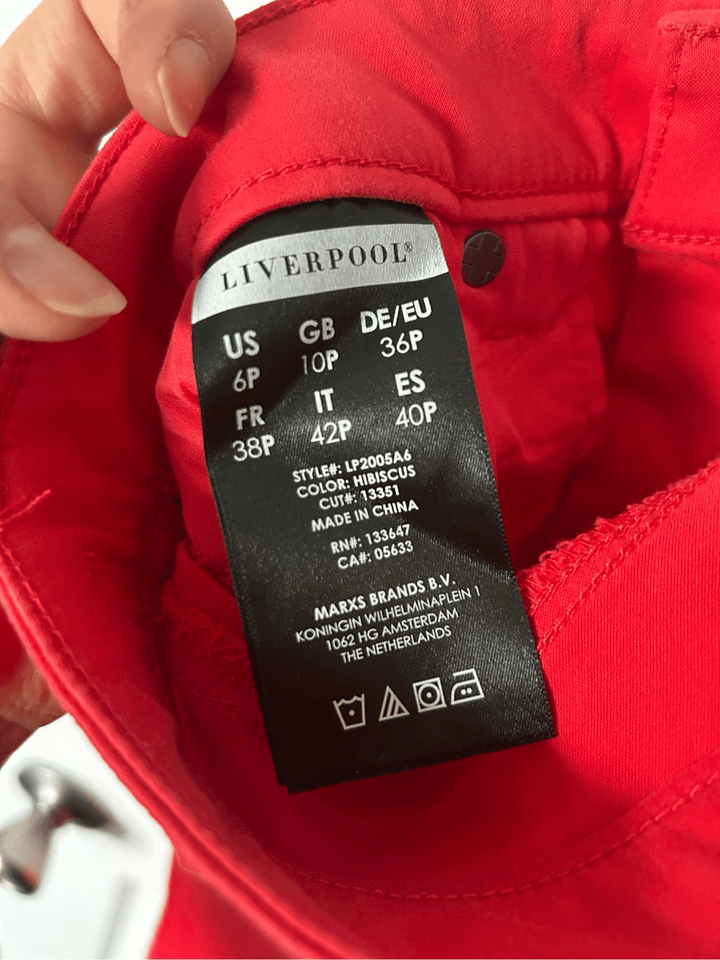 LIVERPOOL®
US GB DE/EU
6P 10P 36P
FR IT ES
38P 42P 40P
STYLE#: LP2005A6
COLOR: HIBISCUS
CUT#: 13351
MADE IN CHINA
RN#: 133647
CA#: 05633
MARXS BRANDS B.V.
KONINGIN WILHELMINAPLEIN 1
1062 HG AMSTERDAM
THE NETHERLANDS